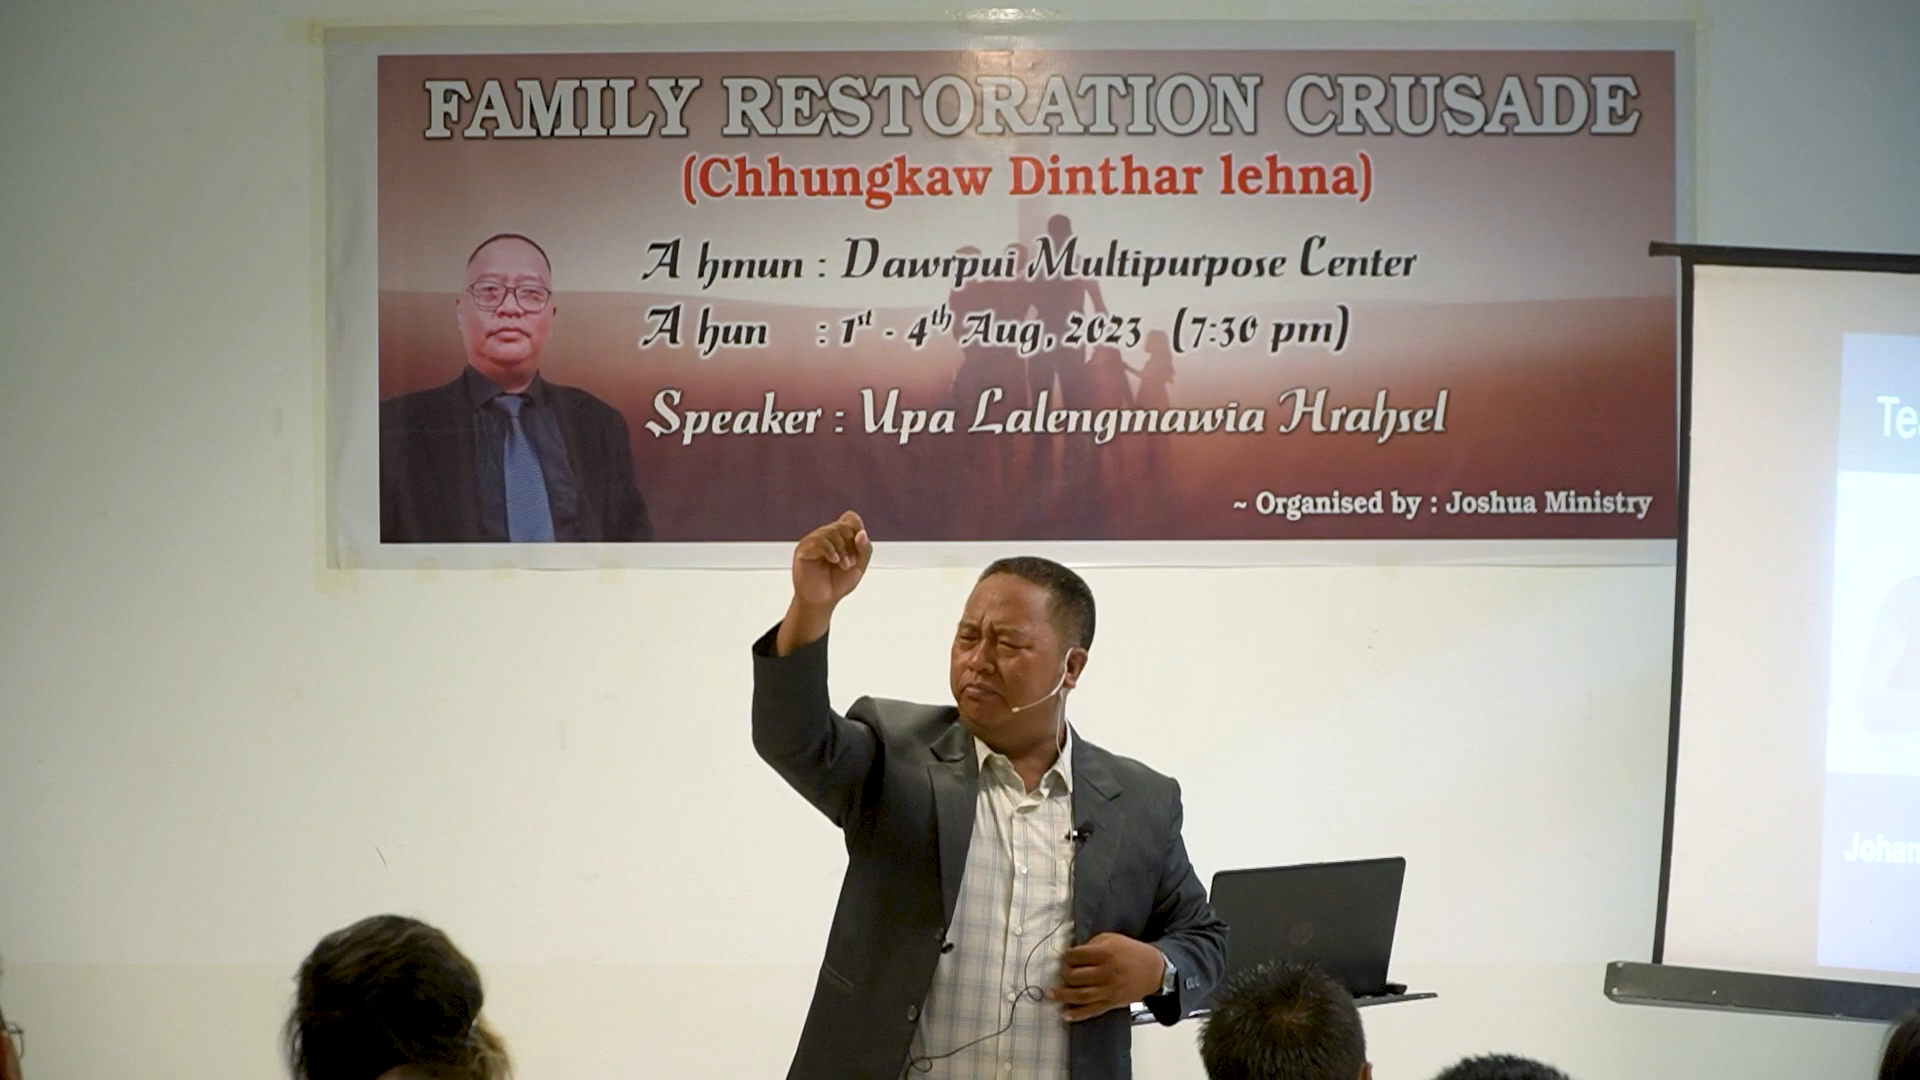 FAMILY RESTORATION CRUSADE
(Chhungkaw Dinthar lehna)
A hmun : Dawrpui Multipurpose Center
A hun : 1st - 4th Aug, 2023 (7:30 pm)
Speaker : Upa Lalengmawia Hrahsel
~ Organised by : Joshua Ministry